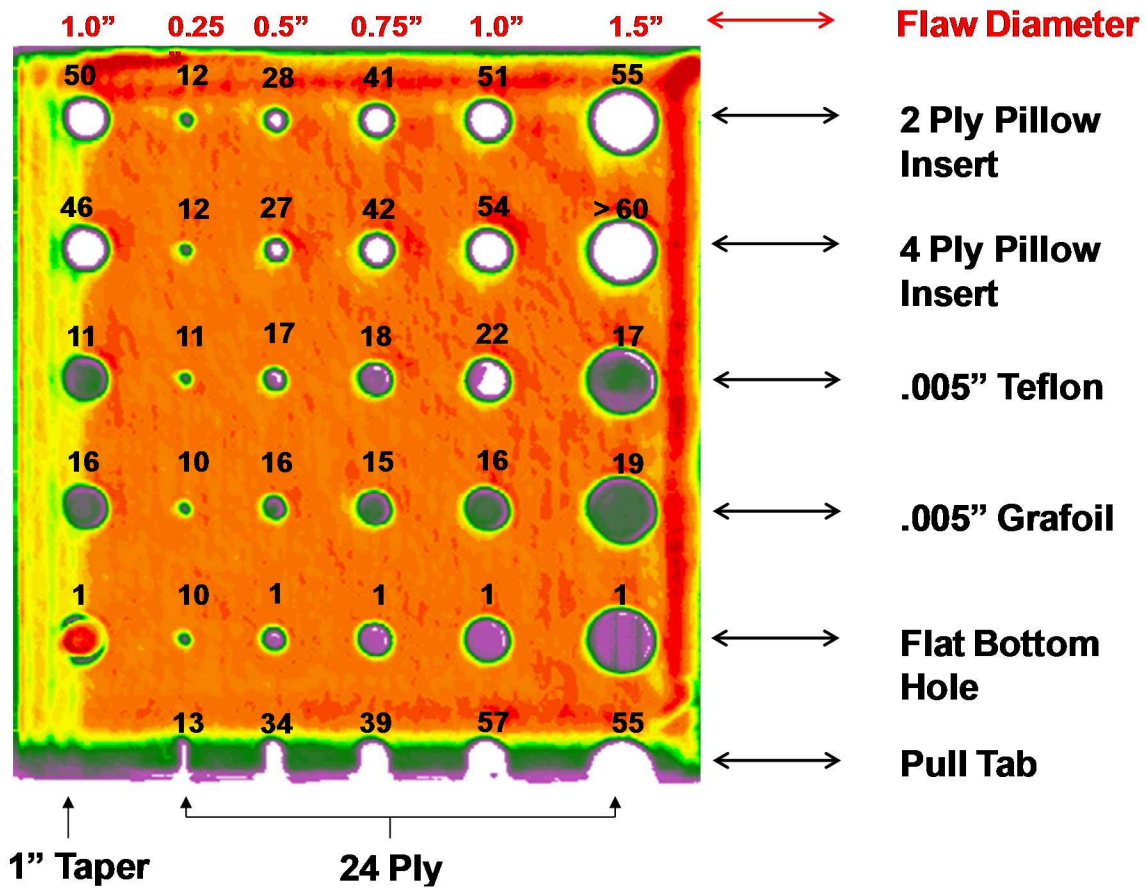 1.0” 0.25” 0.5” 0.75” 1.0” 1.5” Flaw Diameter
50 12 28 41 51 55
2 Ply Pillow
Insert
46 12 27 42 54 > 60
4 Ply Pillow
Insert
11 11 17 18 22 17
.005” Teflon
16 10 16 15 16 19
.005” Grafoil
1 10 1 1 1 1
Flat Bottom
Hole
13 34 39 57 55
Pull Tab
1” Taper 24 Ply